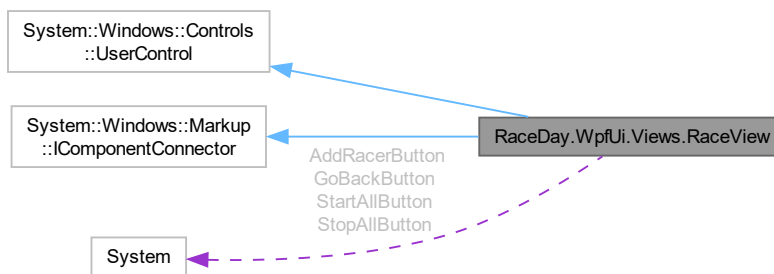 System::Windows::Controls
::UserControl
System::Windows::Markup
::IComponentConnector
RaceDay.WpfUi.Views.RaceView
AddRacerButton
GoBackButton
StartAllButton
StopAllButton
System